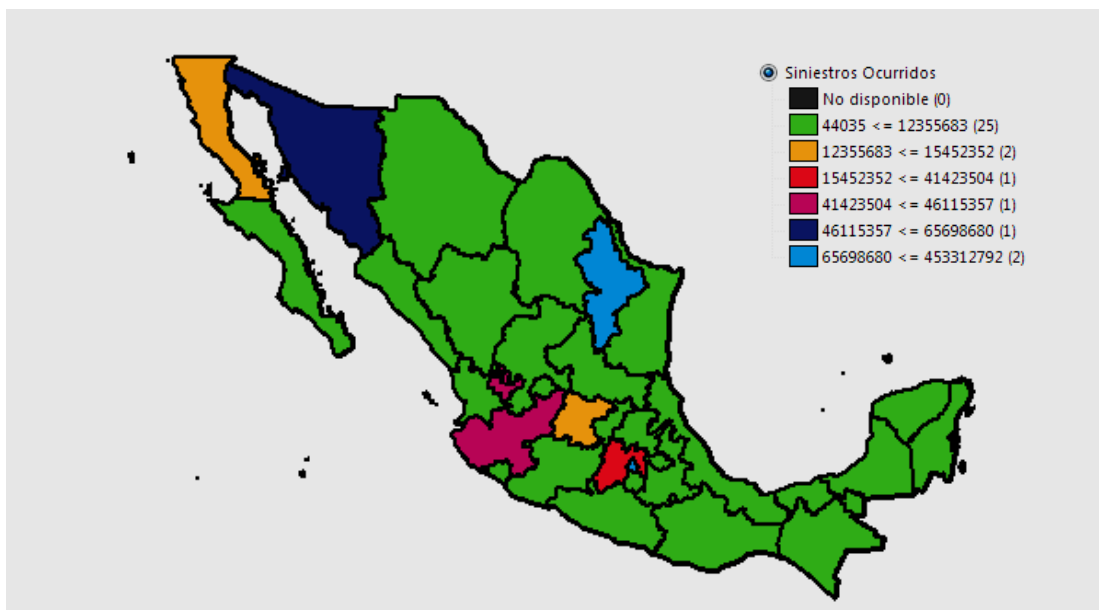 Siniestros Ocurridos
No disponible (0)
44035 <= 12355683 (25)
12355683 <= 15452352 (2)
15452352 <= 41423504 (1)
41423504 <= 46115357 (1)
46115357 <= 65698680 (1)
65698680 <= 453312792 (2)